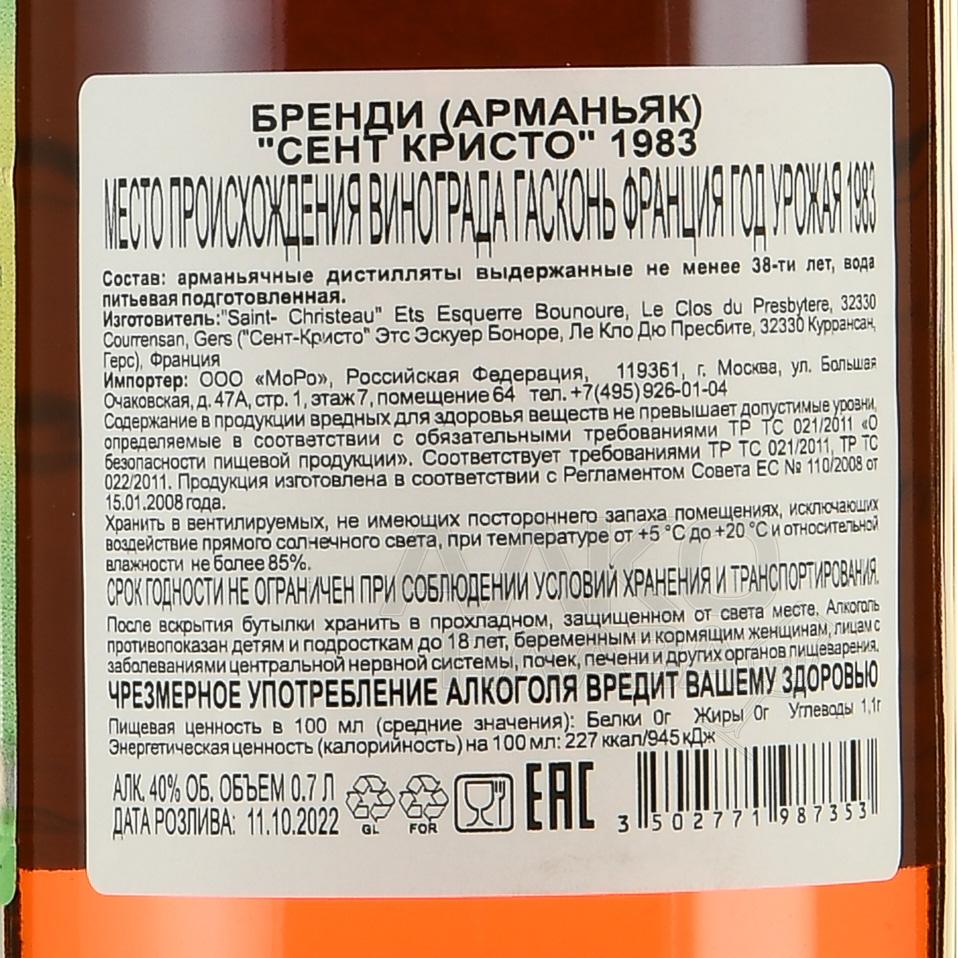 БРЕНДИ (АРМАНЬЯК)
"СЕНТ КРИСТО" 1983
МЕСТО ПРОИСХОЖДЕНИЯ ВИНОГРАДА ГАСКОНЬ ФРАНЦИЯ ГОД УРОЖАЯ 1983
Состав: арманьячные дистилляты выдержанные не менее 38-ти лет, вода
питьевая подготовленная.
Изготовитель:"Saint- Christeau" Ets Esquerre Bounoure, Le Clos du Presbytere, 32330
Courrensan, Gers ("Сент-Кристо" Этс Эскуер Боноре, Ле Кло Дю Пресбите, 32330 Куррансан,
Герс), Франция
Импортер: ООО «МоРо», Российская Федерация, 119361, г. Москва, ул. Большая
Очаковская, д. 47А, стр. 1, этаж 7, помещение 64 тел. +7(495) 926-01-04
Содержание в продукции вредных для здоровья веществ не превышает допустимые уровни,
определяемые в соответствии с обязательными требованиями ТР ТС 021/2011 «О
безопасности пищевой продукции». Соответствует требованиями ТР ТС 021/2011, ТР ТС
022/2011. Продукция изготовлена в соответствии с Регламентом Совета ЕС № 110/2008 от
15.01.2008 года.
Хранить в вентилируемых, не имеющих постороннего запаха помещениях, исключающих
воздействие прямого солнечного света, при температуре от +5 °С до +20 °С и относительной
влажности не более 85%.
СРОК ГОДНОСТИ НЕ ОГРАНИЧЕН ПРИ СОБЛЮДЕНИИ УСЛОВИЙ ХРАНЕНИЯ И ТРАНСПОРТИРОВАНИЯ.
После вскрытия бутылки хранить в прохладном, защищенном от света месте. Алкоголь
противопоказан детям и подросткам до 18 лет, беременным и кормящим женщинам, лицам с
заболеваниями центральной нервной системы, почек, печени и других органов пищеварения.
ЧРЕЗМЕРНОЕ УПОТРЕБЛЕНИЕ АЛКОГОЛЯ ВРЕДИТ ВАШЕМУ ЗДОРОВЬЮ
Пищевая ценность в 100 мл (средние значения): Белки 0г Жиры 0г Углеводы 1,1г
Энергетическая ценность (калорийность) на 100 мл: 227 ккал/945 кДж
АЛК. 40% ОБ. ОБЪЕМ 0.7 Л
ДАТА РОЗЛИВА: 11.10.2022
GL FOR
EAC
3 502771 987353